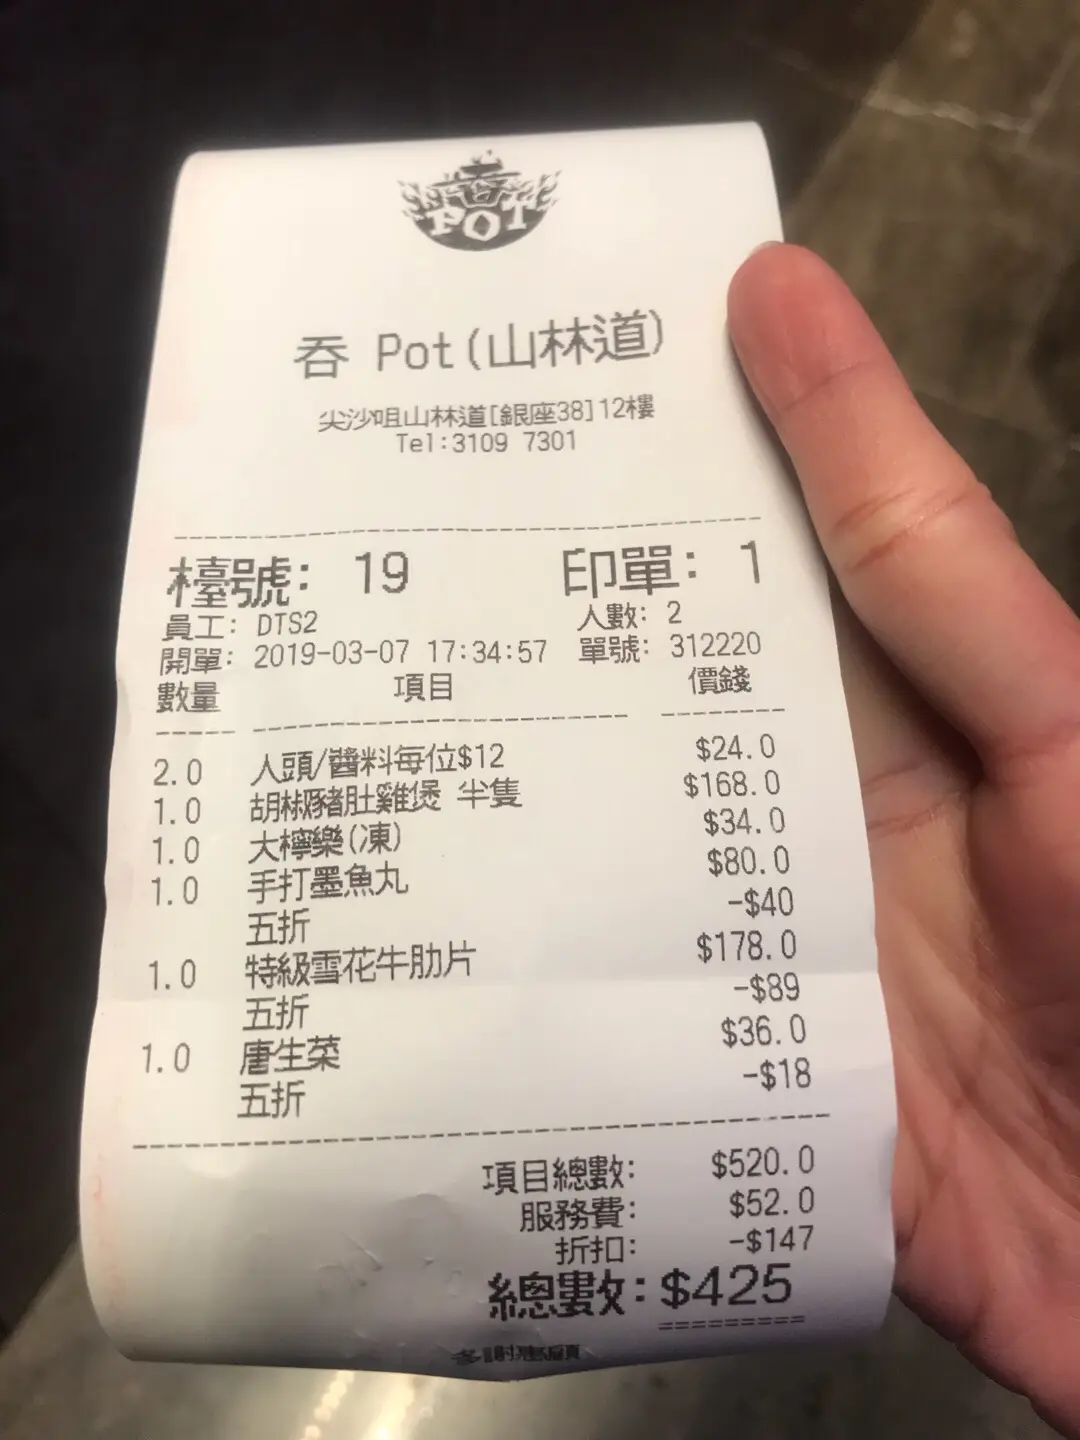 吞
POT
吞 Pot(山林道)
尖沙咀山林道[銀座38]12樓
Tel:3109 7301
檯號: 19 印單: 1
員工: DTS2 人數: 2
開單: 2019-03-07 17:34:57 單號: 312220
數量 項目 價錢
2.0 人頭/醬料每位$12 $24.0
1.0 胡椒豬肚雞煲 半隻 $168.0
1.0 大檸樂(凍) $34.0
1.0 手打墨魚丸 $80.0
五折 -$40
1.0 特級雪花牛肋片 $178.0
五折 -$89
1.0 唐生菜 $36.0
五折 -$18
項目總數: $520.0
服務費: $52.0
折扣: -$147
總數: $425
多謝惠顧